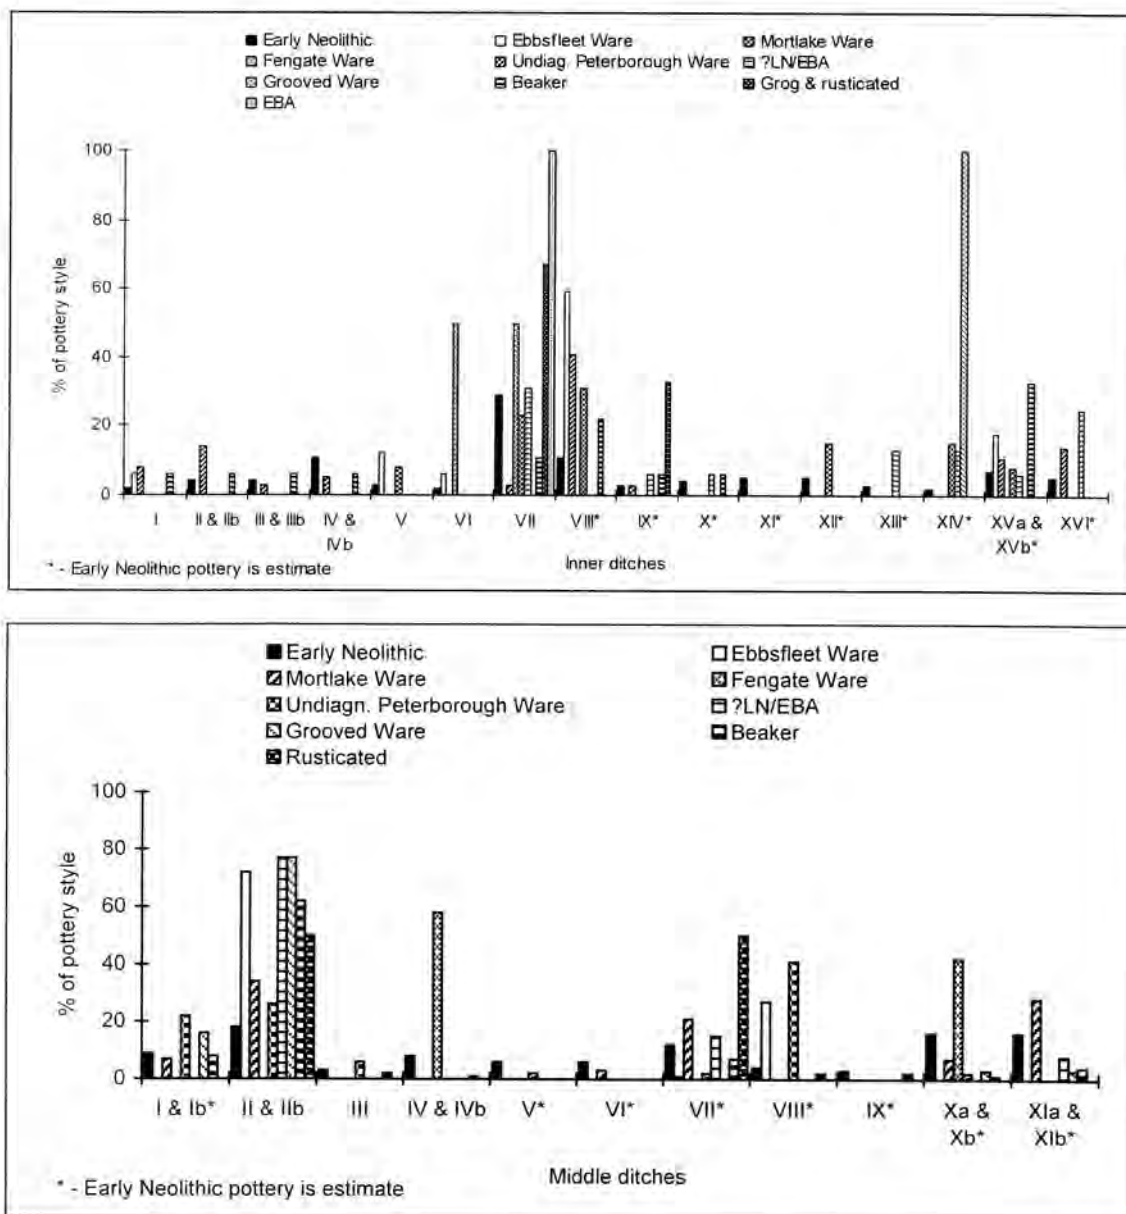 Early Neolithic Ebbsfleet Ware Mortlake Ware
Fengate Ware Undiag. Peterborough Ware ?LN/EBA
Grooved Ware Beaker Grog & rusticated
EBA
% of pottery style
100
80
60
40
20
0
I II & IIb III & IIIb IV & IVb V VI VII VIII* IX* X* XI* XII* XIII* XIV* XVa & XVb* XVI*
Inner ditches
* - Early Neolithic pottery is estimate
Early Neolithic Ebbsfleet Ware
Mortlake Ware Fengate Ware
Undiagn. Peterborough Ware ?LN/EBA
Grooved Ware Beaker
Rusticated
% of pottery style
100
80
60
40
20
0
I & Ib* II & IIb III IV & IVb V* VI* VII* VIII* IX* Xa & Xb* XIa & XIb*
Middle ditches
* - Early Neolithic pottery is estimate